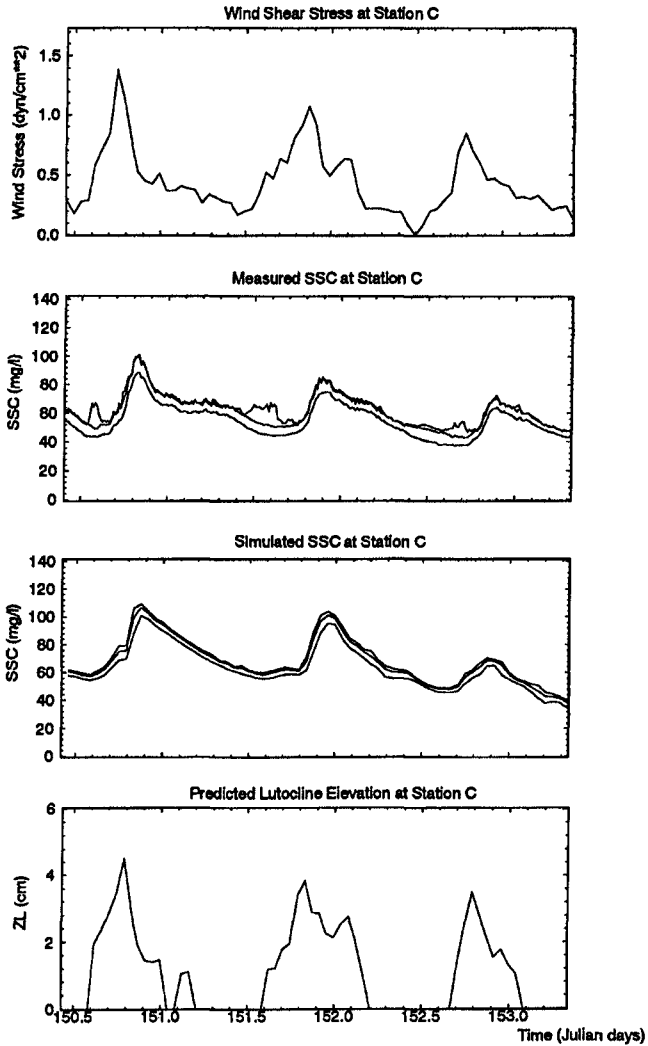 Wind Shear Stress at Station C
Wind Stress (dyn/cm**2)
1.5
1.0
0.5
0.0
Measured SSC at Station C
SSC (mg/l)
140
120
100
80
60
40
20
0
Simulated SSC at Station C
SSC (mg/l)
140
120
100
80
60
40
20
0
Predicted Lutocline Elevation at Station C
ZL (cm)
6
4
2
0
150.5 151.0 151.5 152.0 152.5 153.0
Time (Julian days)